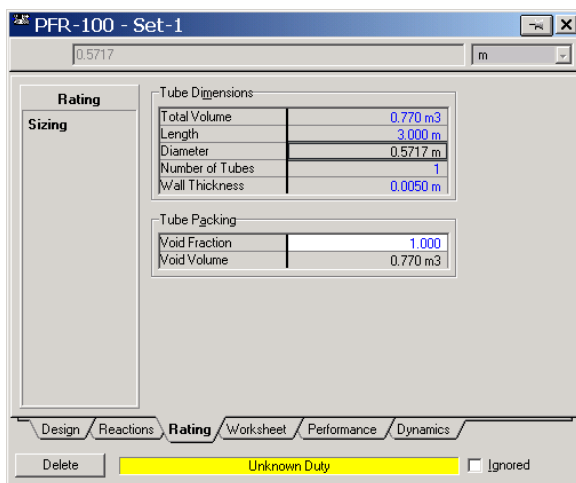 PFR-100 - Set-1
0.5717 m
Rating
Sizing
Tube Dimensions
Total Volume 0.770 m3
Length 3.000 m
Diameter 0.5717 m
Number of Tubes 1
Wall Thickness 0.0050 m
Tube Packing
Void Fraction 1.000
Void Volume 0.770 m3
Design Reactions Rating Worksheet Performance Dynamics
Delete Unknown Duty Ignored